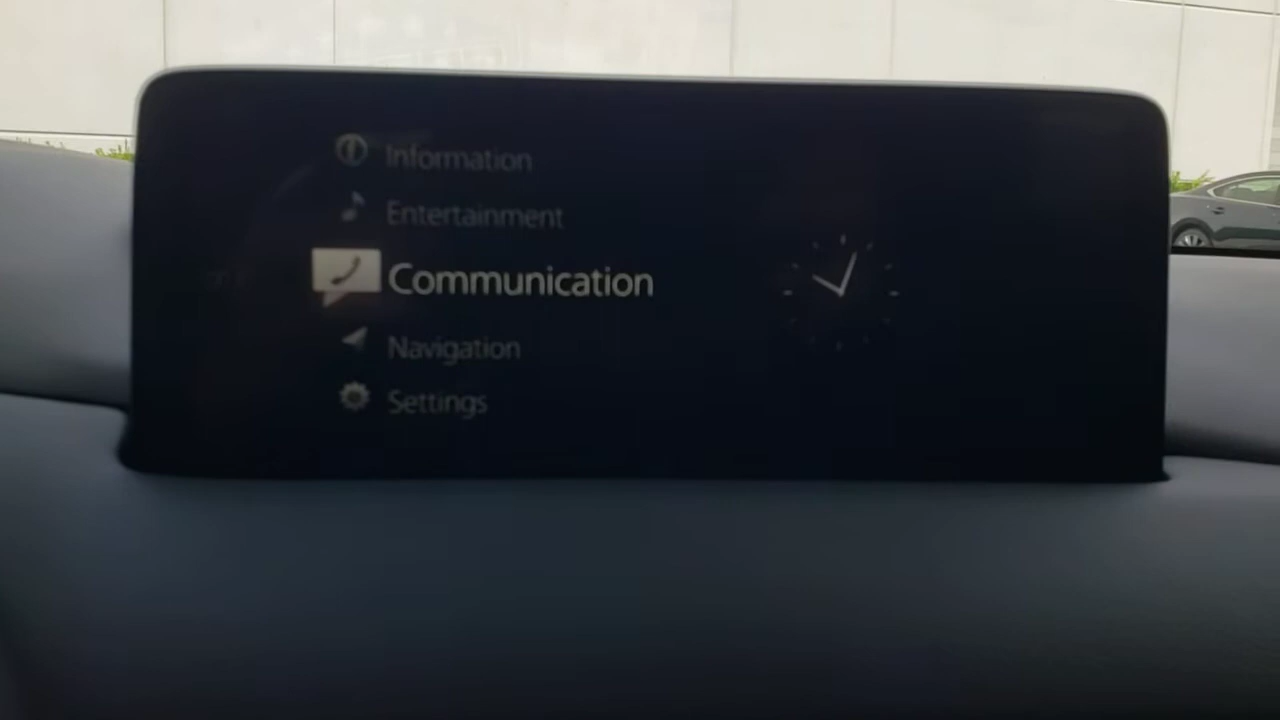 Information
Entertainment
Communication
Navigation
Settings